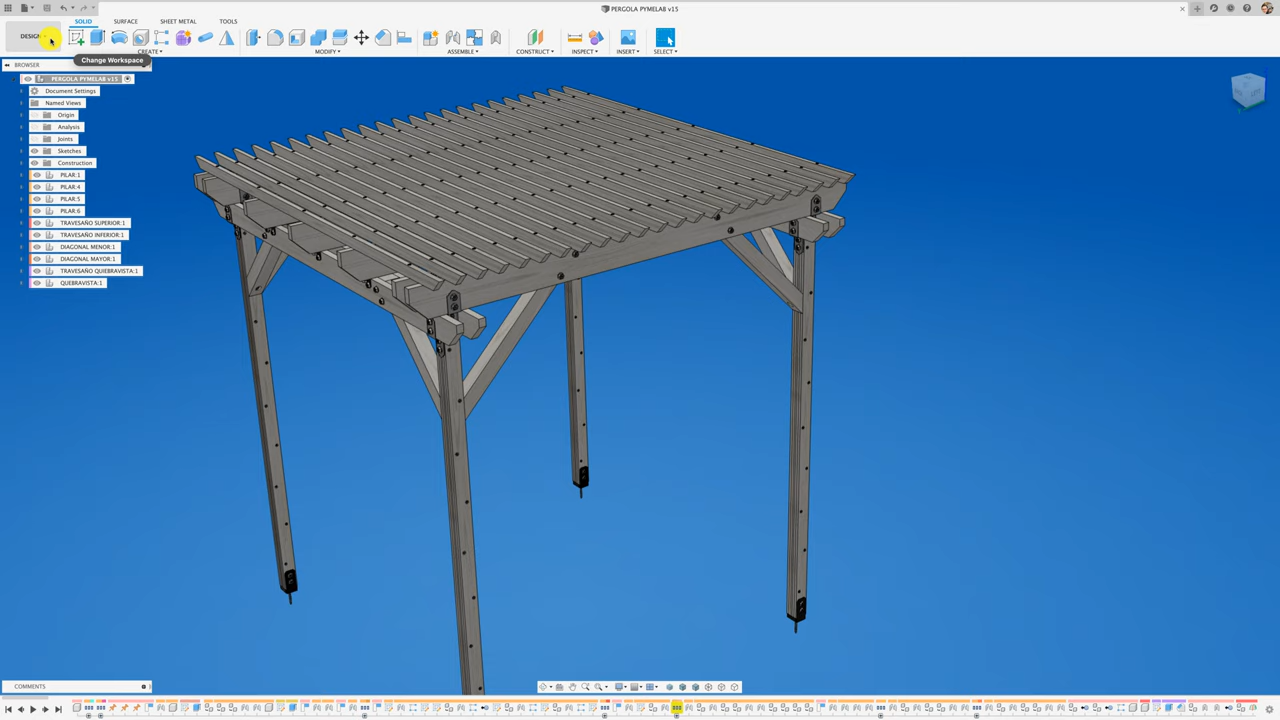 PERGOLA PYMELAB v15
SOLID SURFACE SHEET METAL TOOLS
DESIGN
CREATE MODIFY ASSEMBLE CONSTRUCT INSPECT INSERT SELECT
Change Workspace
BROWSER
PERGOLA PYMELAB v15
Document Settings
Named Views
Origin
Analysis
Joints
Sketches
Construction
PILAR:1
PILAR:4
PILAR:5
PILAR:6
TRAVESAÑO SUPERIOR:1
TRAVESAÑO INFERIOR:1
DIAGONAL MENOR:1
DIAGONAL MAYOR:1
TRAVESAÑO QUIEBRAVISTA:1
QUEBRAVISTA:1
COMMENTS